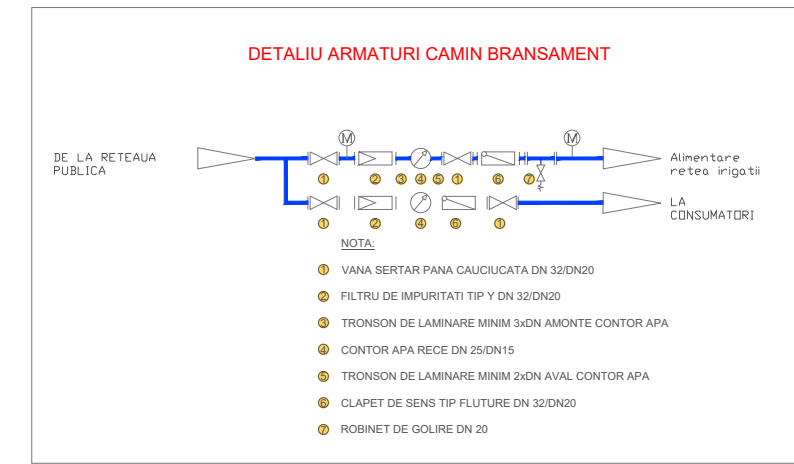 DETALIU ARMATURI CAMIN BRANSAMENT
M M
DE LA RETEAUA
PUBLICA
Alimentare
retea irigatii
1 2 3 4 5 1 6 7
LA
CONSUMATORI
1 2 4 6 1
NOTA:
1 VANA SERTAR PANA CAUCIUCATA DN 32/DN20
2 FILTRU DE IMPURITATI TIP Y DN 32/DN20
3 TRONSON DE LAMINARE MINIM 3xDN AMONTE CONTOR APA
4 CONTOR APA RECE DN 25/DN15
5 TRONSON DE LAMINARE MINIM 2xDN AVAL CONTOR APA
6 CLAPET DE SENS TIP FLUTURE DN 32/DN20
7 ROBINET DE GOLIRE DN 20